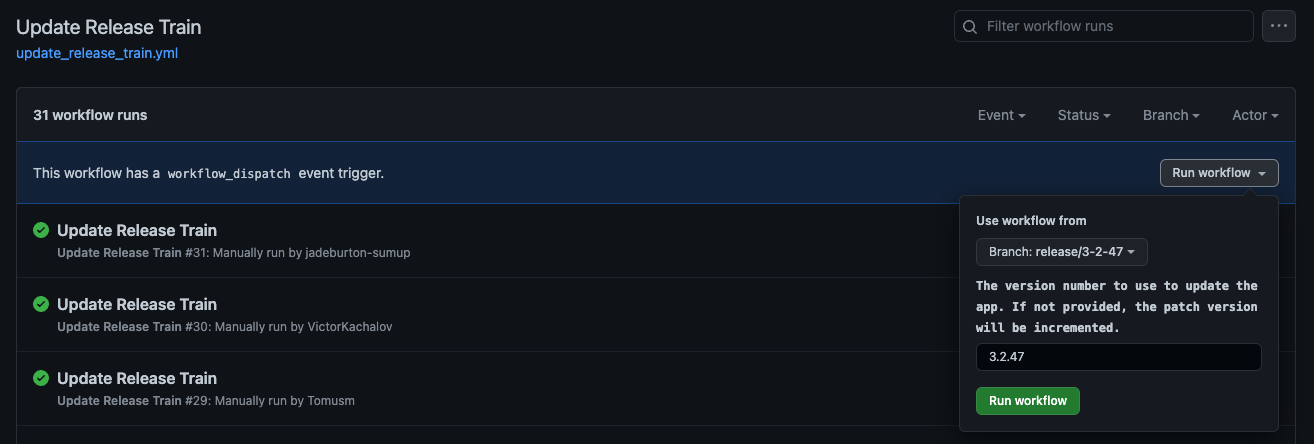 Update Release Train
Filter workflow runs
...
update_release_train.yml
31 workflow runs
Event
Status
Branch
Actor
This workflow has a workflow_dispatch event trigger.
Run workflow
Update Release Train
Update Release Train #31: Manually run by jadeburton-sumup
Update Release Train
Update Release Train #30: Manually run by VictorKachalov
Update Release Train
Update Release Train #29: Manually run by Tomusm
Use workflow from
Branch: release/3-2-47
The version number to use to update the
app. If not provided, the patch version
will be incremented.
3.2.47
Run workflow